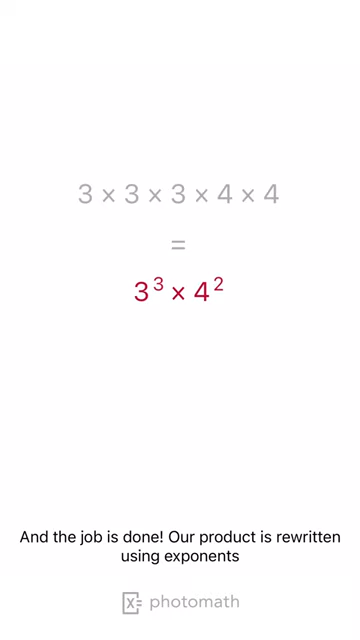 3 × 3 × 3 × 4 × 4
=
3³ × 4²
And the job is done! Our product is rewritten
using exponents
photomath